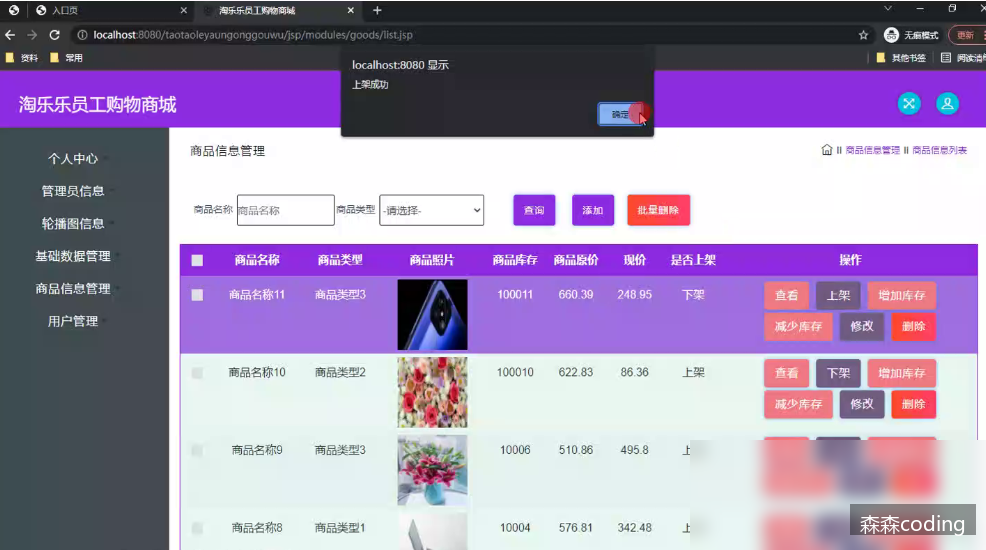 入口页
淘乐乐员工购物商城
localhost:8080/taotaoleyaungonggouwu/jsp/modules/goods/list.jsp
无痕模式
更新
资料
常用
其他书签
localhost:8080 显示
上架成功
确定
淘乐乐员工购物商城
个人中心
管理员信息
轮播图信息
基础数据管理
商品信息管理
用户管理
商品信息管理
商品信息管理 商品信息列表
商品名称 商品名称 商品类型 -请选择- 查询 添加 批量删除
商品名称 商品类型 商品照片 商品库存 商品原价 现价 是否上架 操作
商品名称11 商品类型3 100011 660.39 248.95 下架 查看 上架 增加库存
减少库存 修改 删除
商品名称10 商品类型2 100010 622.83 86.36 上架 查看 下架 增加库存
减少库存 修改 删除
商品名称9 商品类型3 10006 510.86 495.8
商品名称8 商品类型1 10004 576.81 342.48
森森coding